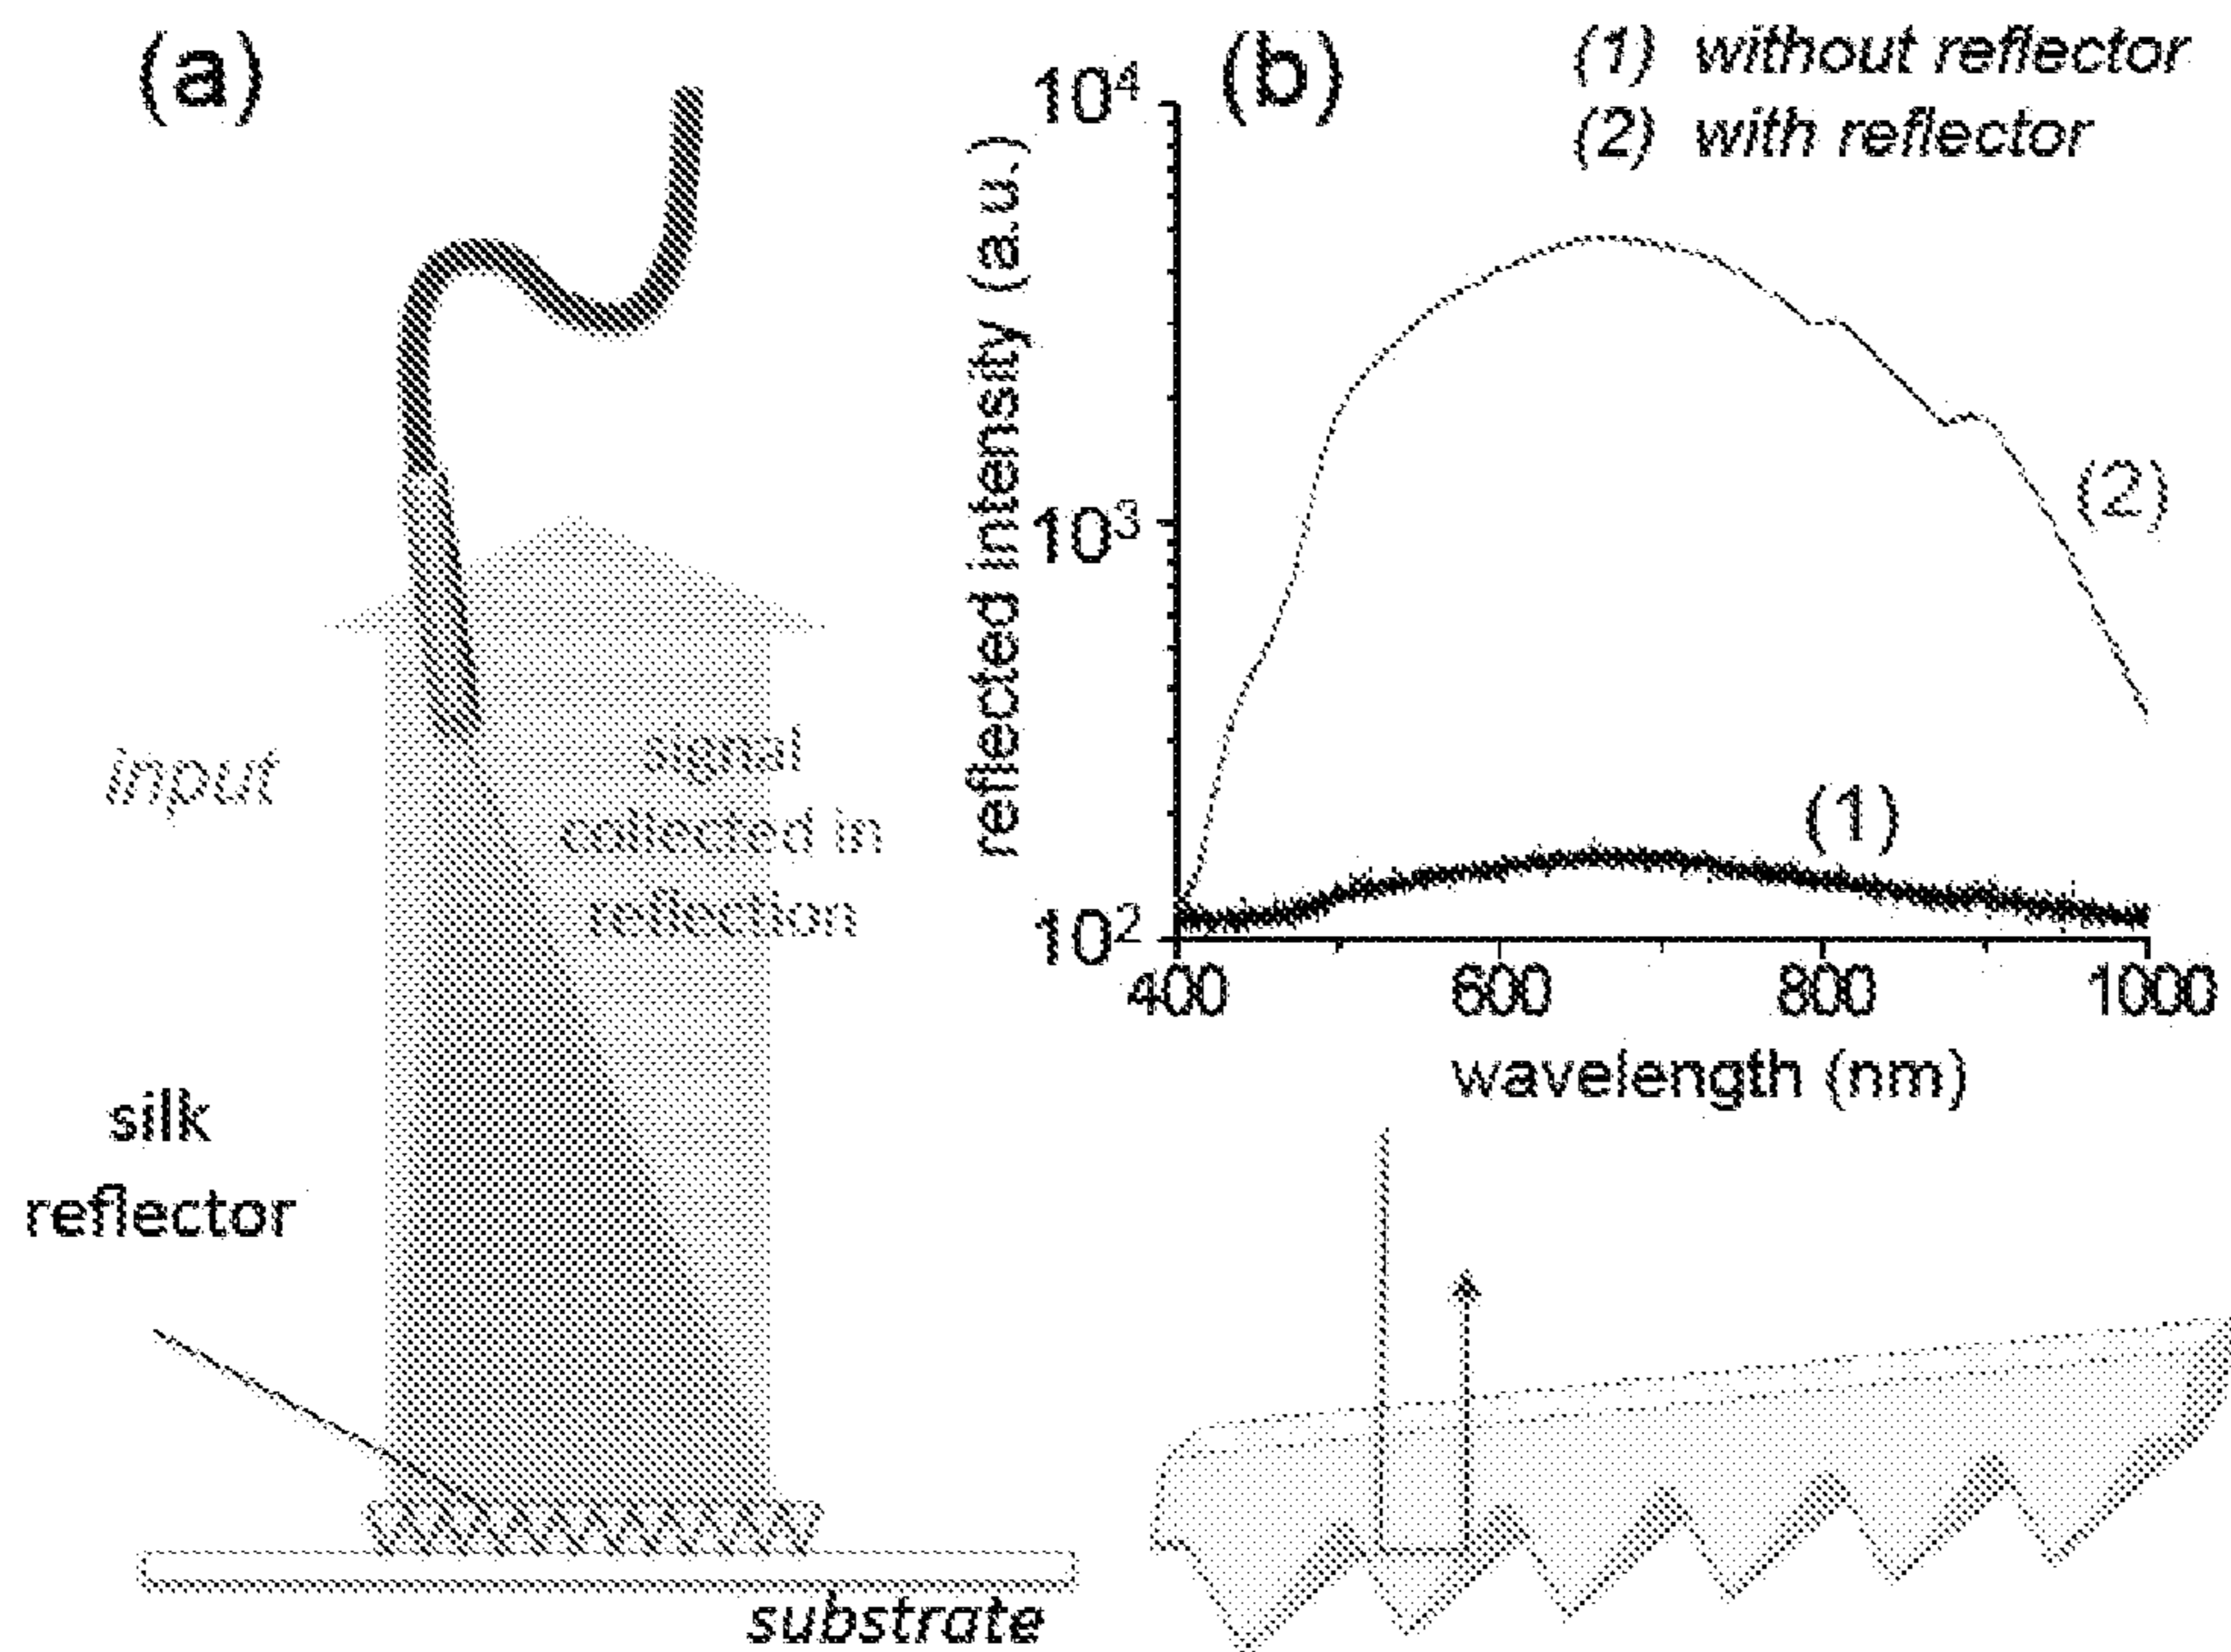 (a)
input
signal
collected in
reflection
silk
reflector
substrate
(b)
(1) without reflector
(2) with reflector
reflected intensity (a.u.)
10⁴
10³
10²
(2)
(1)
400 600 800 1000
wavelength (nm)